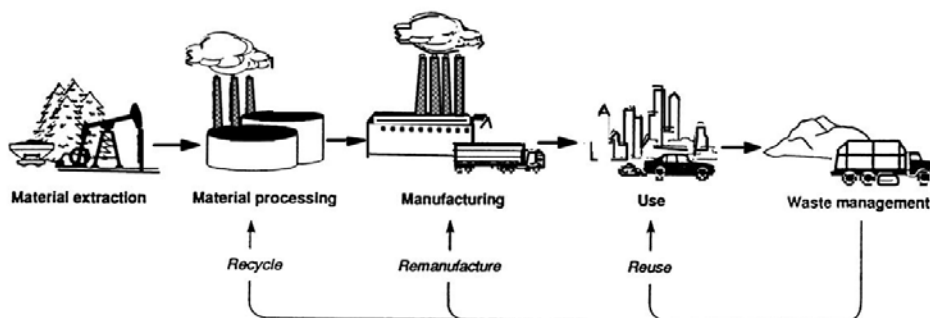 Material extraction
Material processing
Manufacturing
Use
Waste management
Recycle
Remanufacture
Reuse